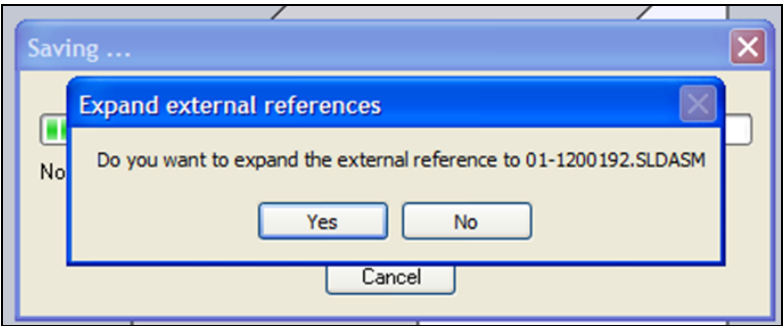 Saving ...
Expand external references
Do you want to expand the external reference to 01-1200192.SLDASM
No
Yes
No
Cancel